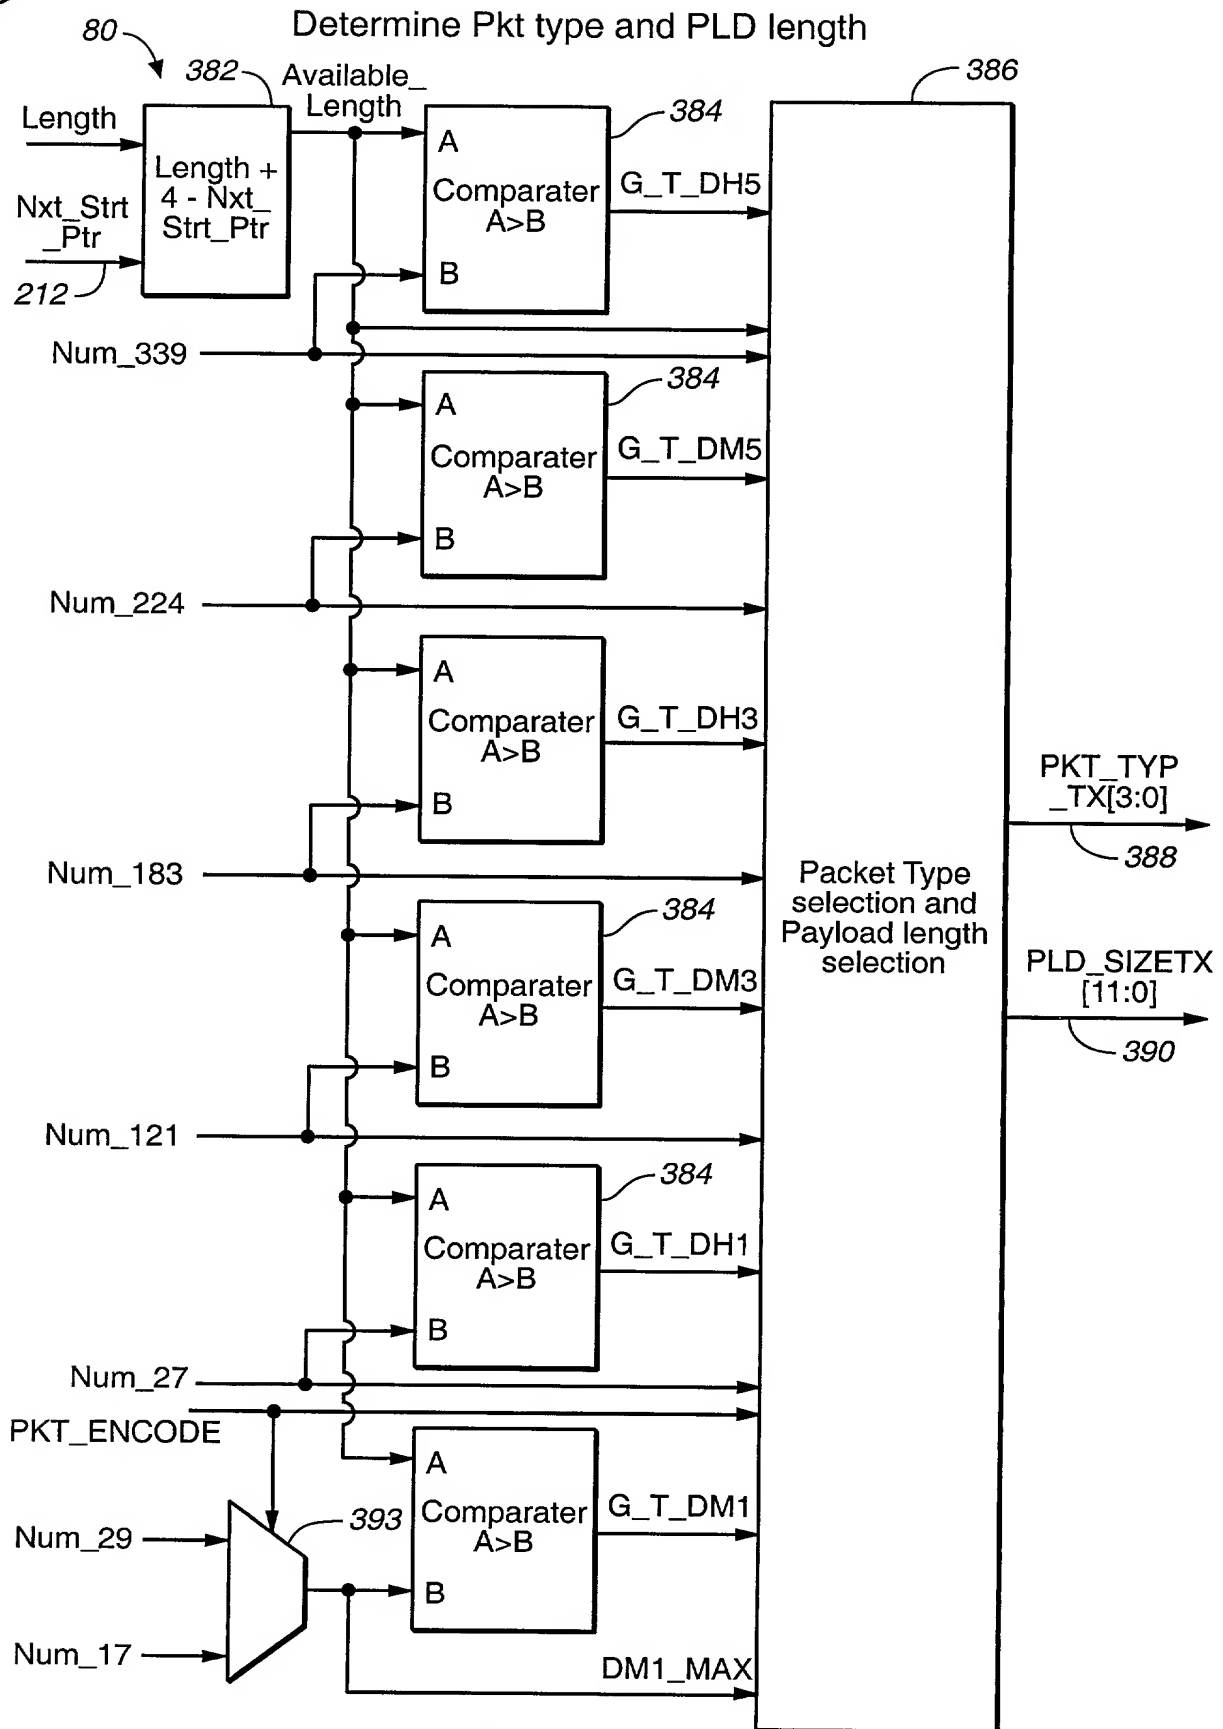 Determine Pkt type and PLD length
80
382
Available_
Length
386
Length
384
A
Length +
4 - Nxt_
Strt_Ptr
Comparater
A>B
G_T_DH5
Nxt_Strt
_Ptr
B
212
Num_339
384
A
Comparater
A>B
G_T_DM5
B
Num_224
A
Comparater
A>B
G_T_DH3
B
PKT_TYP
_TX[3:0]
388
Num_183
Packet Type
selection and
Payload length
selection
384
A
Comparater
A>B
G_T_DM3
PLD_SIZETX
[11:0]
390
B
Num_121
384
A
Comparater
A>B
G_T_DH1
B
Num_27
PKT_ENCODE
A
Comparater
A>B
G_T_DM1
393
Num_29
B
Num_17
DM1_MAX